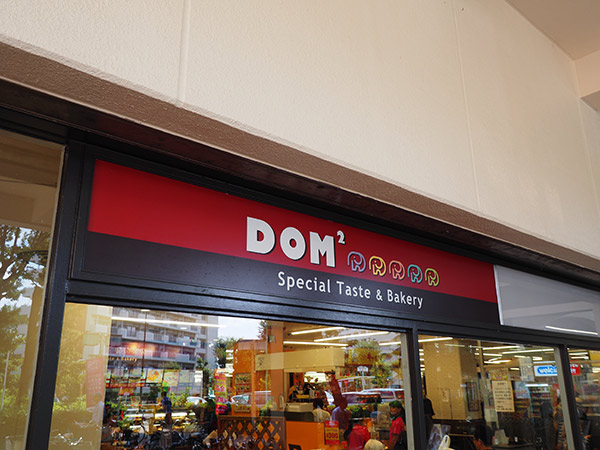 DOM²
Special Taste & Bakery